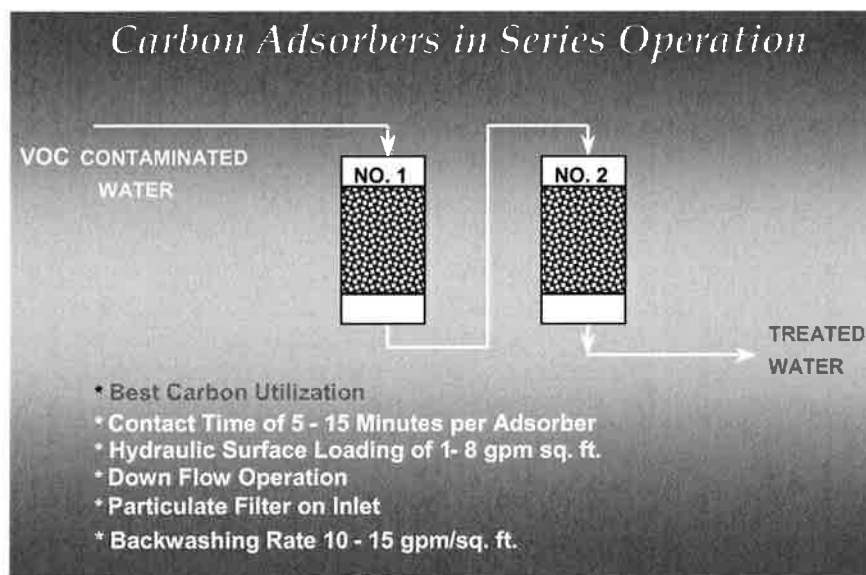 Carbon Adsorbers in Series Operation
VOC CONTAMINATED
WATER
NO. 1
NO. 2
TREATED
WATER
* Best Carbon Utilization
* Contact Time of 5 - 15 Minutes per Adsorber
* Hydraulic Surface Loading of 1- 8 gpm sq. ft.
* Down Flow Operation
* Particulate Filter on Inlet
* Backwashing Rate 10 - 15 gpm/sq. ft.